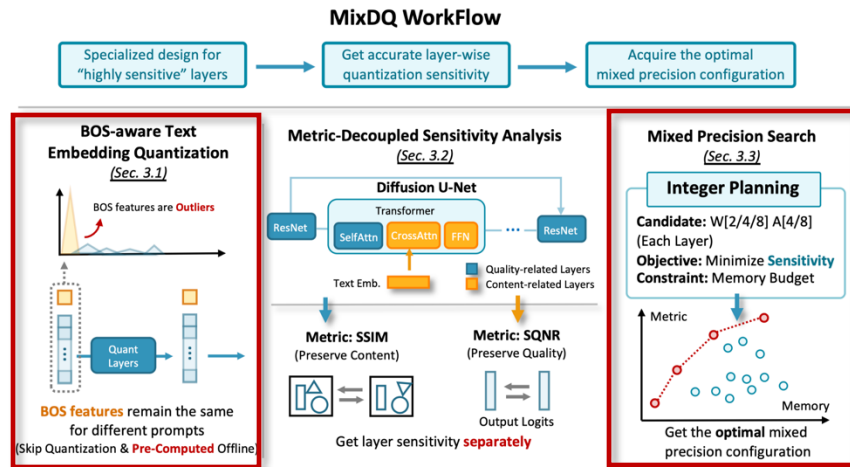 MixDQ WorkFlow
Specialized design for
"highly sensitive" layers
Get accurate layer-wise
quantization sensitivity
Acquire the optimal
mixed precision configuration
BOS-aware Text
Embedding Quantization
(Sec. 3.1)
BOS features are Outliers
Quant
Layers
BOS features remain the same
for different prompts
(Skip Quantization & Pre-Computed Offline)
Metric-Decoupled Sensitivity Analysis
(Sec. 3.2)
Diffusion U-Net
Transformer
ResNet
SelfAttn
CrossAttn
FFN
ResNet
Text Emb.
Quality-related Layers
Content-related Layers
Metric: SSIM
(Preserve Content)
Metric: SQNR
(Preserve Quality)
Output Logits
Get layer sensitivity separately
Mixed Precision Search
(Sec. 3.3)
Integer Planning
Candidate: W[2/4/8] A[4/8]
(Each Layer)
Objective: Minimize Sensitivity
Constraint: Memory Budget
Metric
Memory
Get the optimal mixed
precision configuration